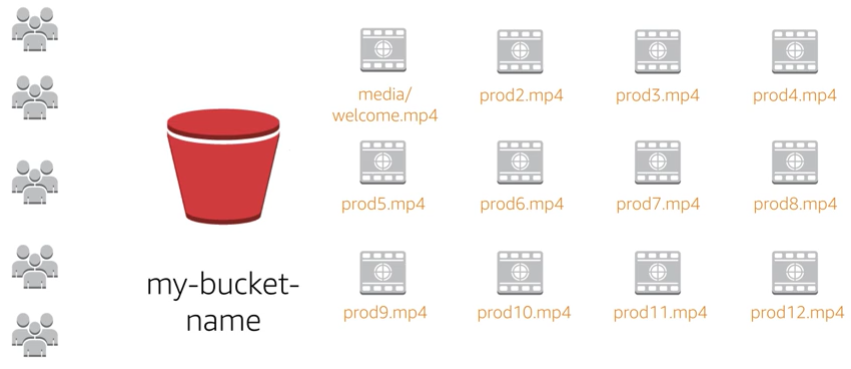 media/
welcome.mp4
prod2.mp4
prod3.mp4
prod4.mp4
prod5.mp4
prod6.mp4
prod7.mp4
prod8.mp4
my-bucket-
name
prod9.mp4
prod10.mp4
prod11.mp4
prod12.mp4